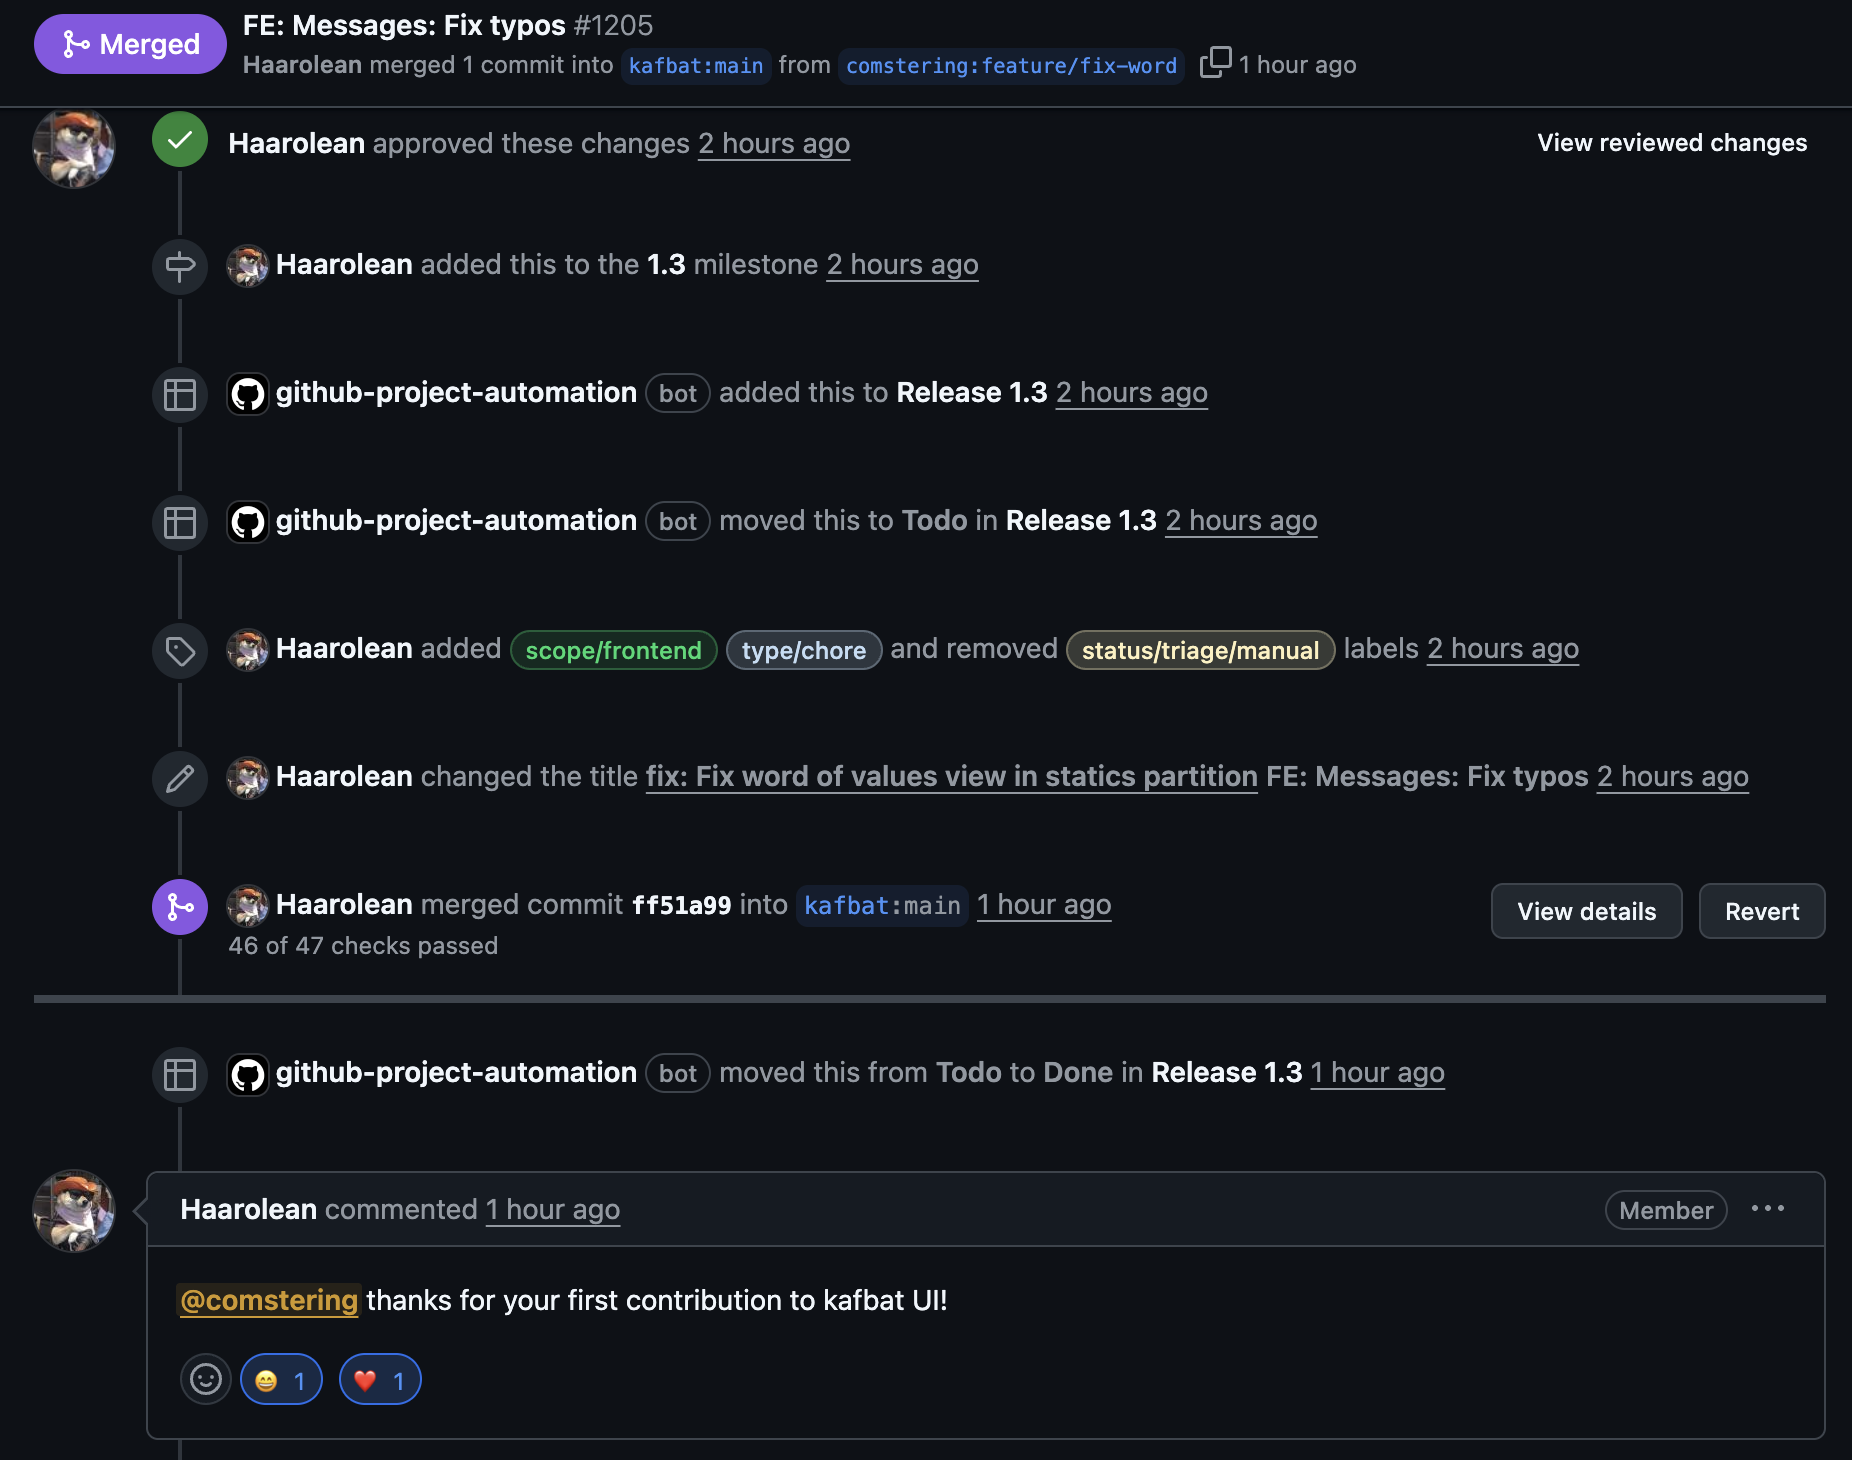 Merged
FE: Messages: Fix typos #1205
Haarolean merged 1 commit into kafbat:main from comstering:feature/fix-word 1 hour ago
Haarolean approved these changes 2 hours ago
View reviewed changes
Haarolean added this to the 1.3 milestone 2 hours ago
github-project-automation bot added this to Release 1.3 2 hours ago
github-project-automation bot moved this to Todo in Release 1.3 2 hours ago
Haarolean added scope/frontend type/chore and removed status/triage/manual labels 2 hours ago
Haarolean changed the title fix: Fix word of values view in statics partition FE: Messages: Fix typos 2 hours ago
Haarolean merged commit ff51a99 into kafbat:main 1 hour ago
View details
Revert
46 of 47 checks passed
github-project-automation bot moved this from Todo to Done in Release 1.3 1 hour ago
Haarolean commented 1 hour ago
Member
@comstering thanks for your first contribution to kafbat UI!
😄 1 ❤️ 1